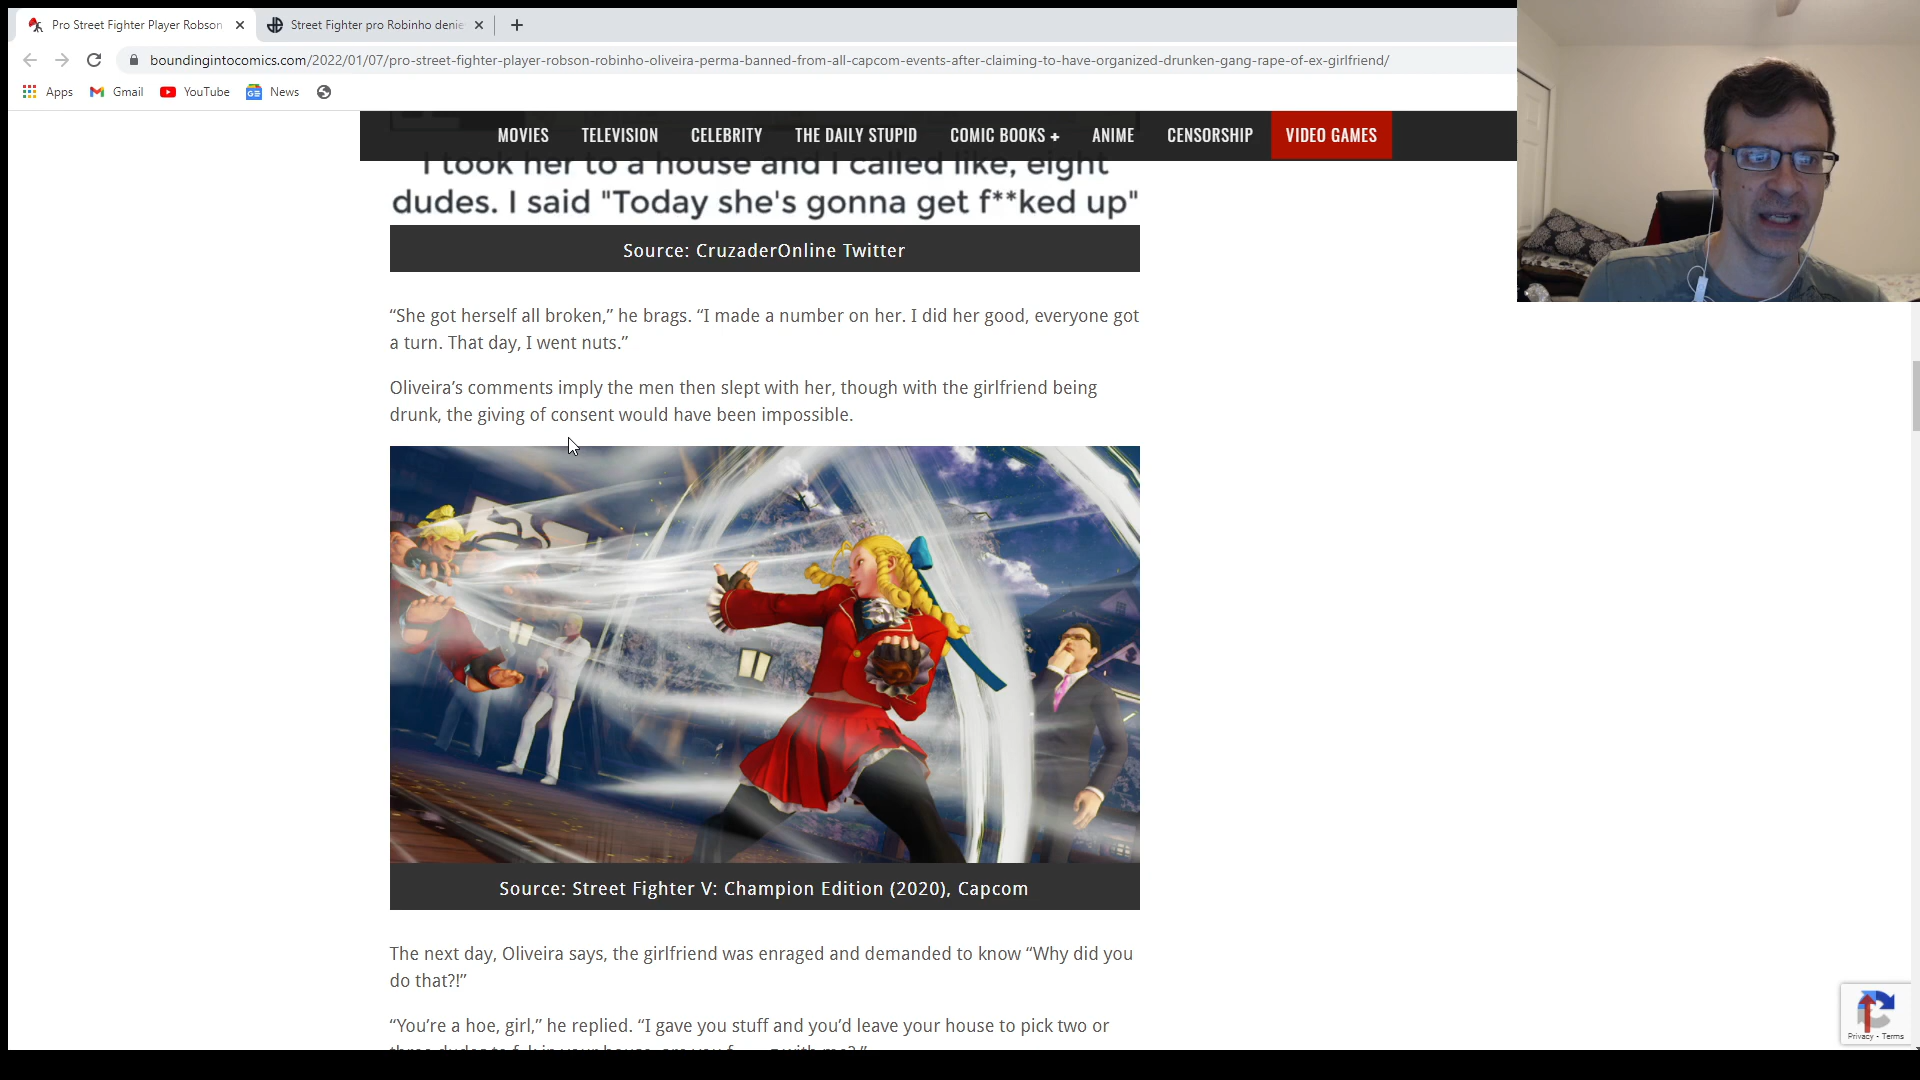 Pro Street Fighter Player Robson
Street Fighter pro Robinho denie
boundingintocomics.com/2022/01/07/pro-street-fighter-player-robson-robinho-oliveira-perma-banned-from-all-capcom-events-after-claiming-to-have-organized-drunken-gang-rape-of-ex-girlfriend/
Apps Gmail YouTube News
MOVIES TELEVISION CELEBRITY THE DAILY STUPID COMIC BOOKS + ANIME CENSORSHIP VIDEO GAMES
I took her to a house and I called like, eight
dudes. I said "Today she's gonna get f**ked up"
Source: CruzaderOnline Twitter
“She got herself all broken,” he brags. “I made a number on her. I did her good, everyone got
a turn. That day, I went nuts.”
Oliveira’s comments imply the men then slept with her, though with the girlfriend being
drunk, the giving of consent would have been impossible.
Source: Street Fighter V: Champion Edition (2020), Capcom
The next day, Oliveira says, the girlfriend was enraged and demanded to know “Why did you
do that?!”
“You’re a hoe, girl,” he replied. “I gave you stuff and you’d leave your house to pick two or
Privacy - Terms